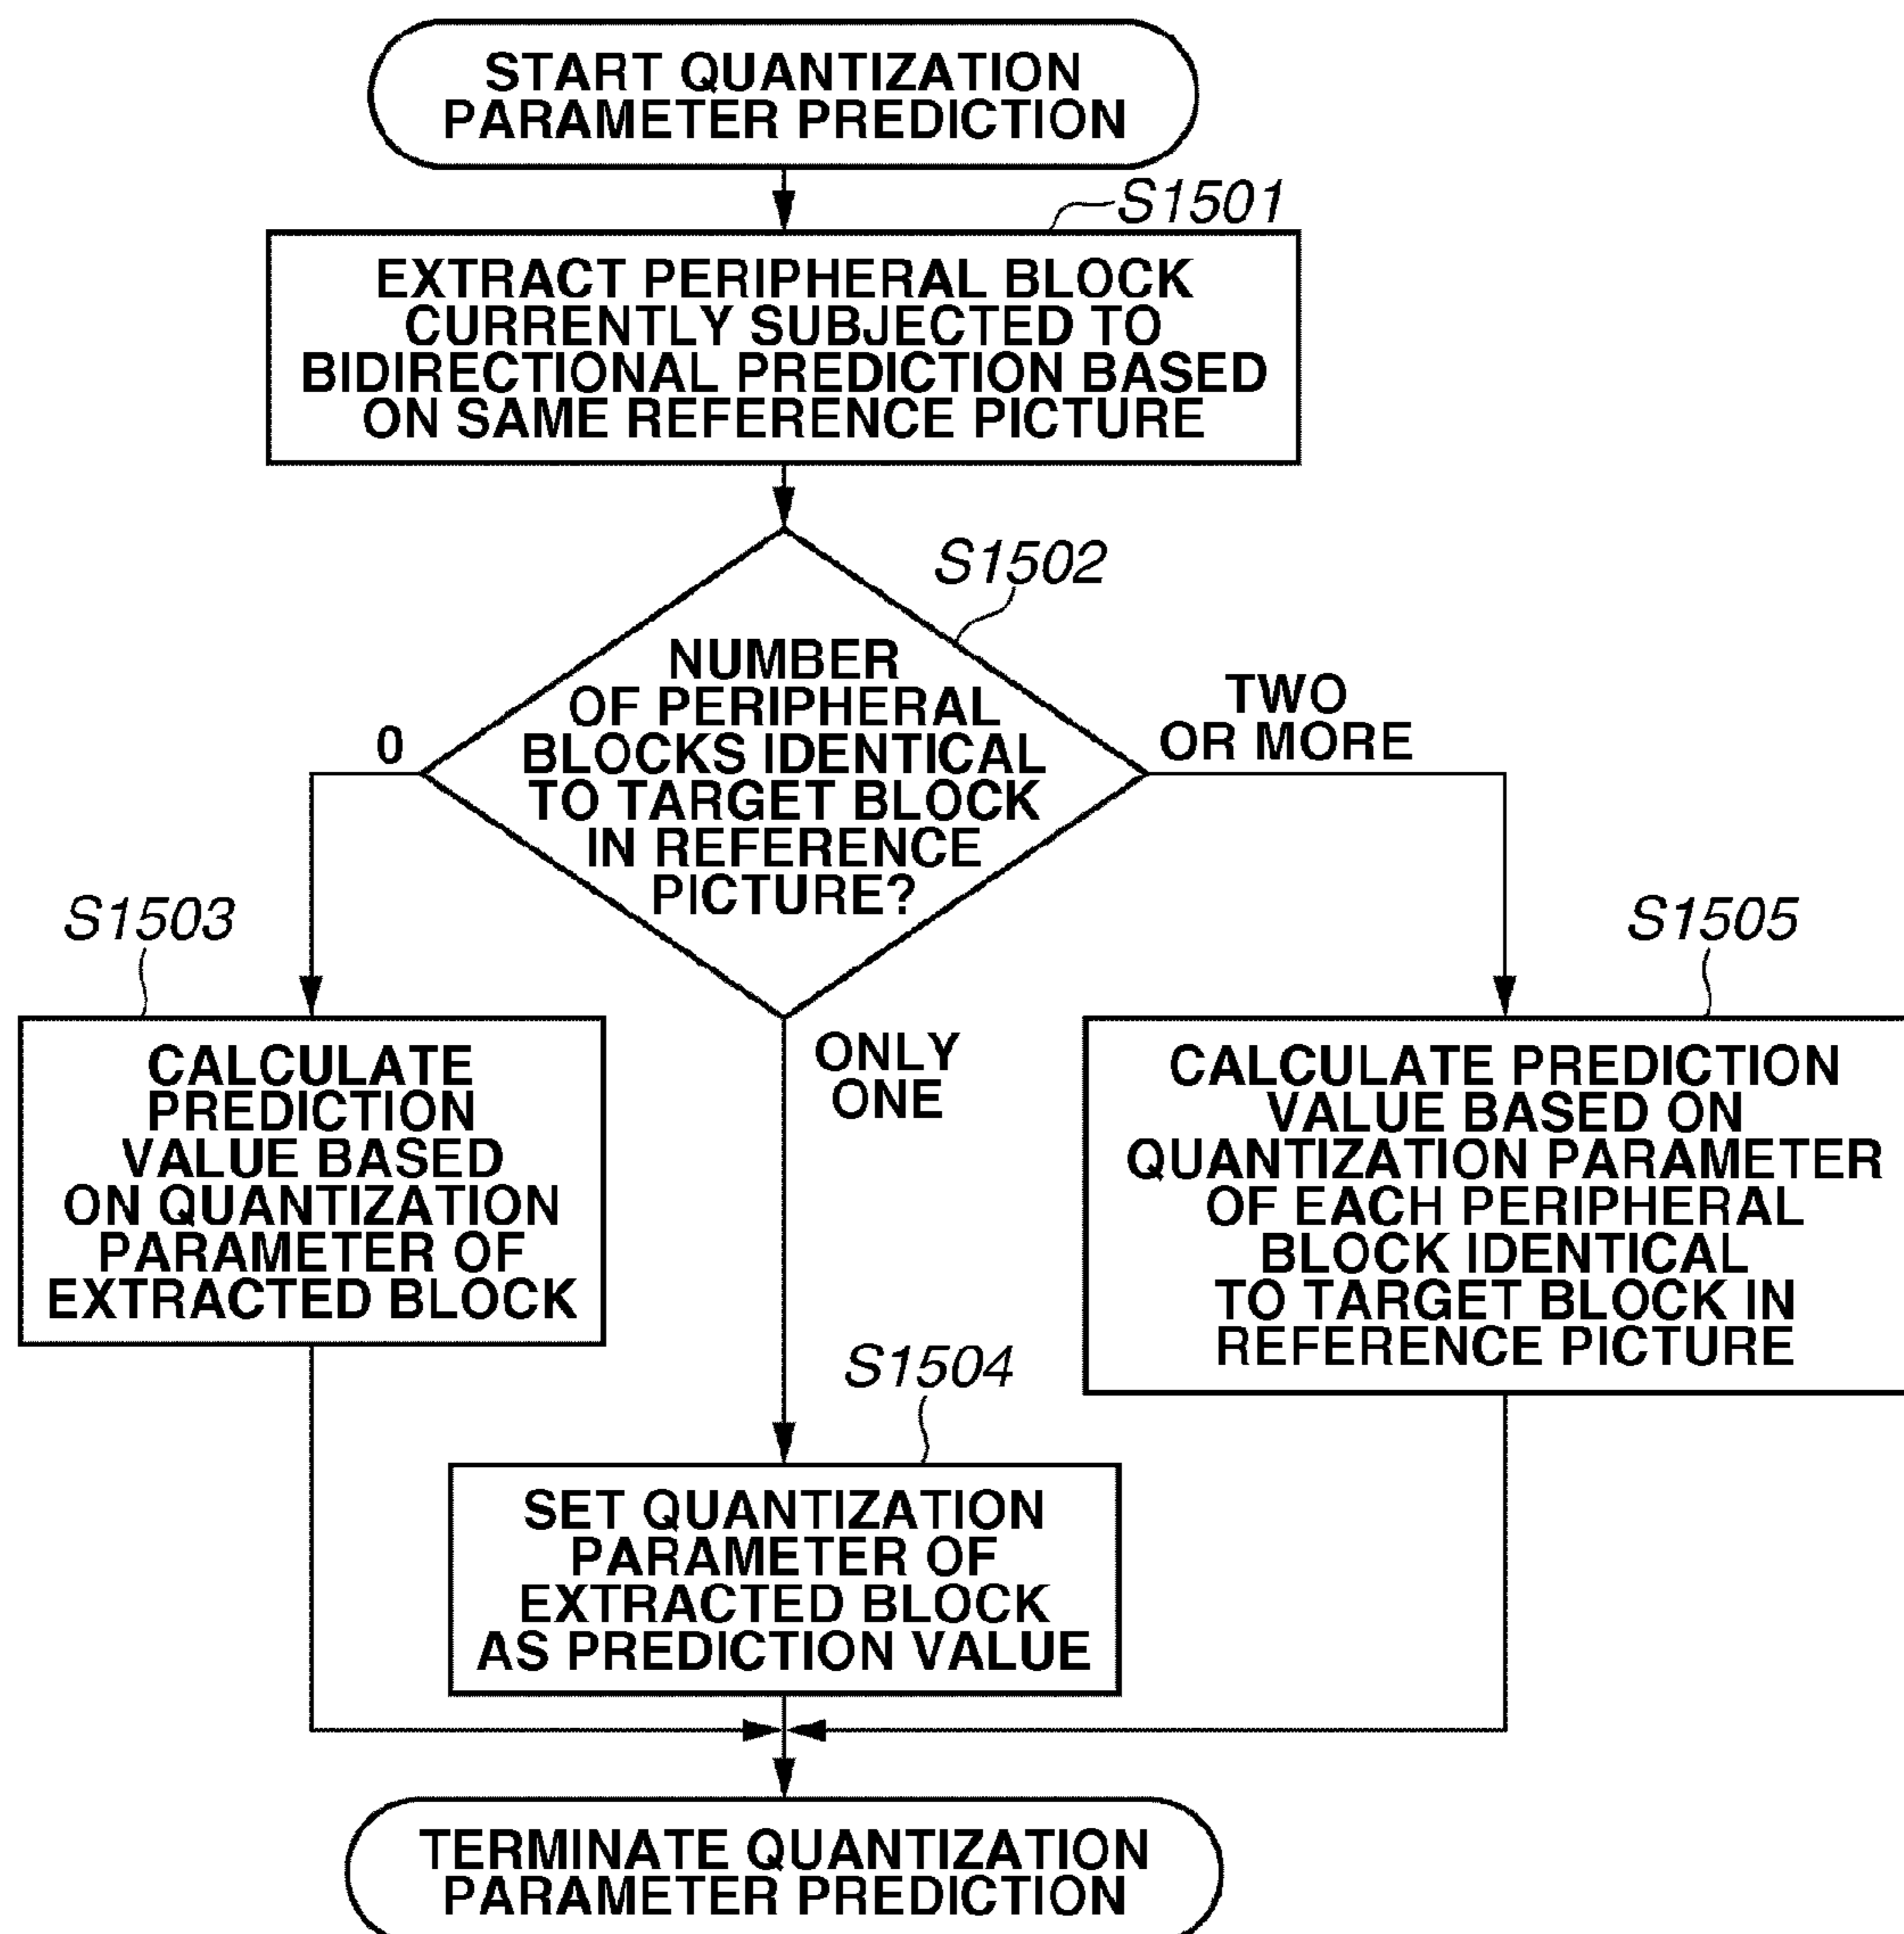 START QUANTIZATION
PARAMETER PREDICTION
S1501
EXTRACT PERIPHERAL BLOCK
CURRENTLY SUBJECTED TO
BIDIRECTIONAL PREDICTION BASED
ON SAME REFERENCE PICTURE
S1502
NUMBER
OF PERIPHERAL
BLOCKS IDENTICAL
TO TARGET BLOCK
IN REFERENCE
PICTURE?
0
TWO
OR MORE
ONLY
ONE
S1503
CALCULATE
PREDICTION
VALUE BASED
ON QUANTIZATION
PARAMETER OF
EXTRACTED BLOCK
S1505
CALCULATE PREDICTION
VALUE BASED ON
QUANTIZATION PARAMETER
OF EACH PERIPHERAL
BLOCK IDENTICAL
TO TARGET BLOCK IN
REFERENCE PICTURE
S1504
SET QUANTIZATION
PARAMETER OF
EXTRACTED BLOCK
AS PREDICTION VALUE
TERMINATE QUANTIZATION
PARAMETER PREDICTION